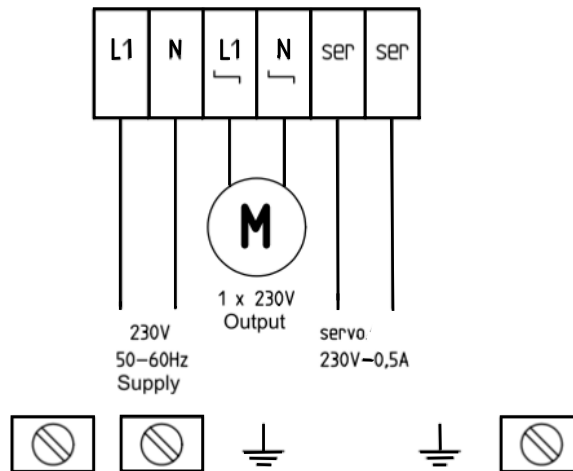 L1 N L1 N ser ser
M
1 x 230V
Output
230V
50-60Hz
Supply
servo.
230V-0,5A